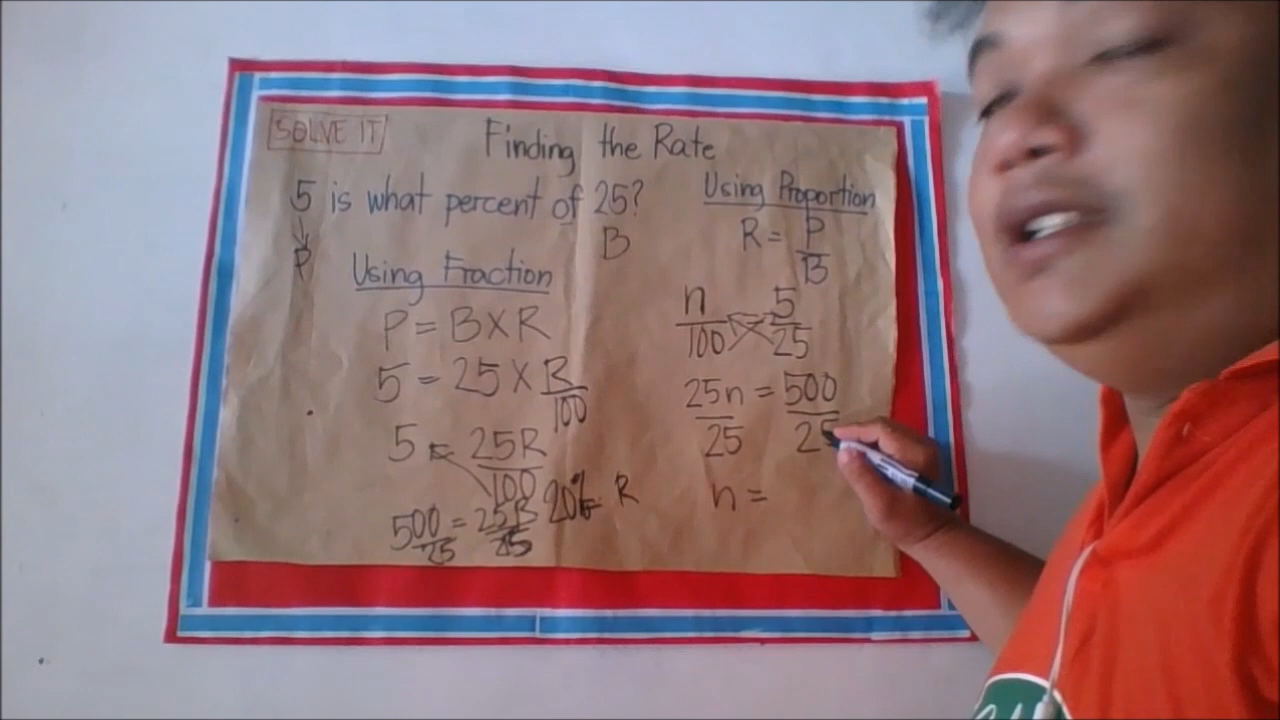 SOLVE IT
Finding the Rate
5 is what percent of 25?
P
B
Using Fraction
P = B X R
5 = 25 X R/100
5 = 25R/100
500/25 = 25R/25
20% = R
Using Proportion
R = P/B
n/100 = 5/25
25n/25 = 500/25
n =